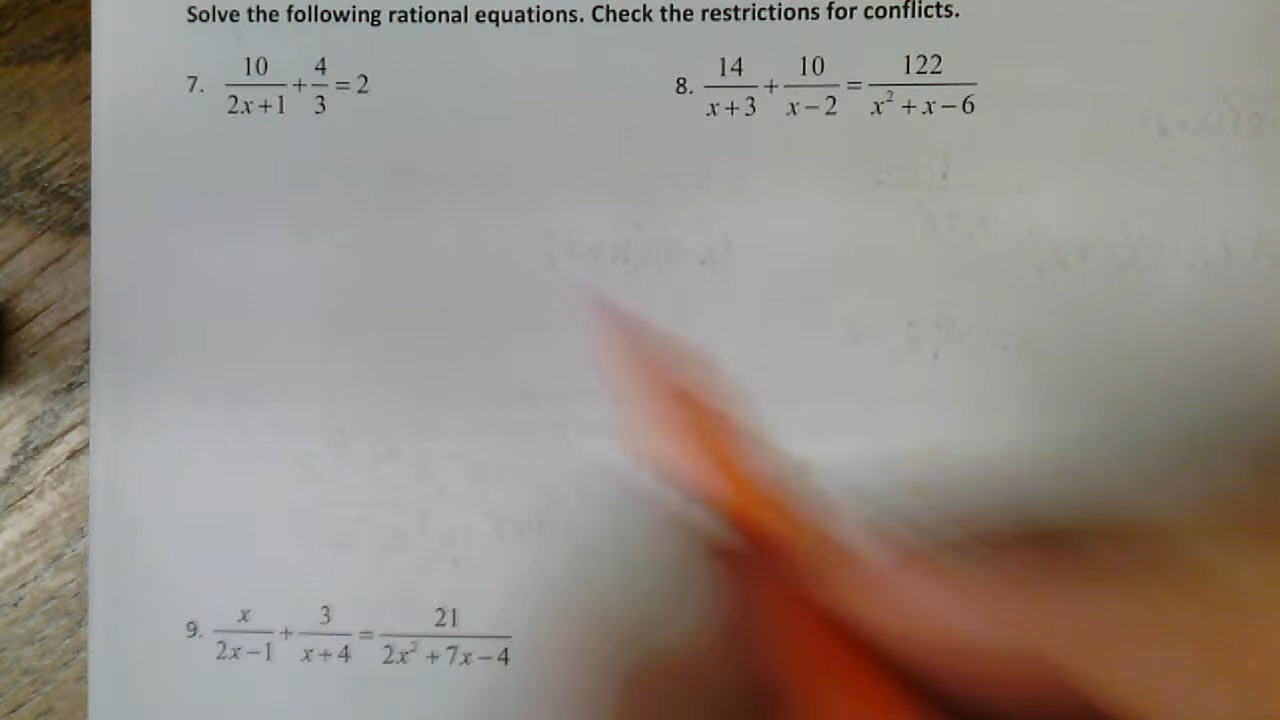 Solve the following rational equations. Check the restrictions for conflicts.
7. 10/(2x+1) + 4/3 = 2
8. 14/(x+3) + 10/(x−2) = 122/(x²+x−6)
9. x/(2x−1) + 3/(x+4) = 21/(2x²+7x−4)